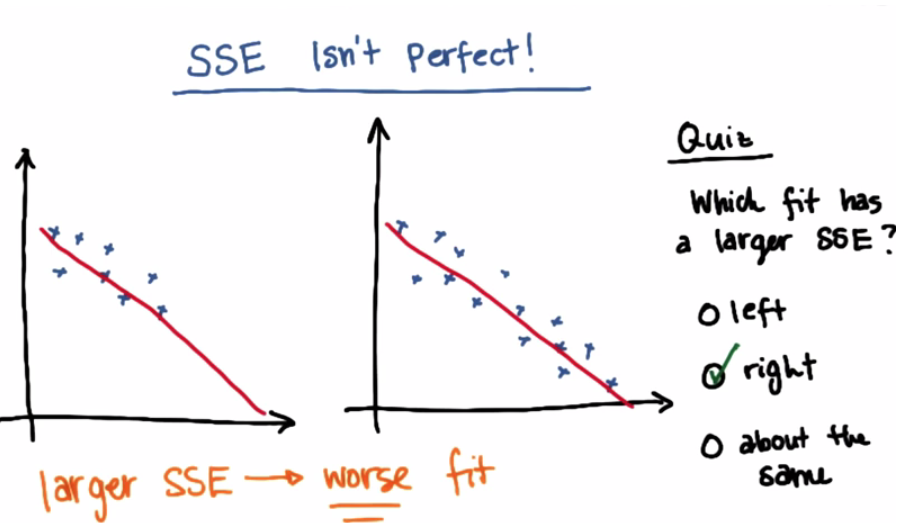 SSE Isn't Perfect!
Quiz
Which fit has
a larger SSE?
left
right
about the
same
larger SSE → worse fit